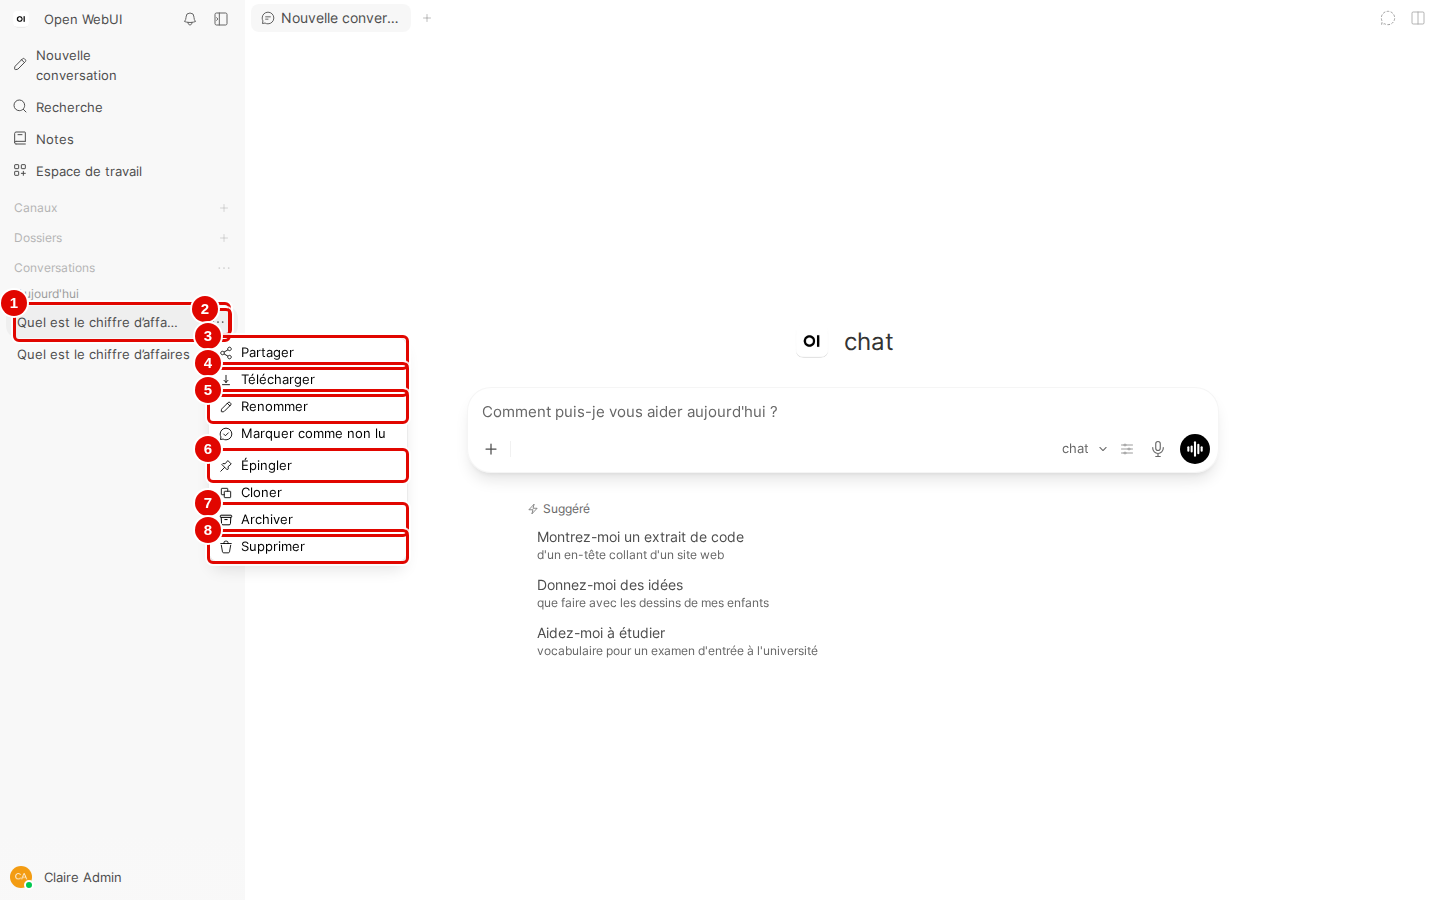 OI Open WebUI
Nouvelle conver...
Nouvelle
conversation
Recherche
Notes
Espace de travail
Canaux
Dossiers
Conversations
1
2
Quel est le chiffre d'affa...
Quel est le chiffre d'affaires
3
Partager
4
Télécharger
5
Renommer
Marquer comme non lu
6
Épingler
Cloner
7
Archiver
8
Supprimer
OI chat
Comment puis-je vous aider aujourd'hui ?
chat
Suggéré
Montrez-moi un extrait de code
d'un en-tête collant d'un site web
Donnez-moi des idées
que faire avec les dessins de mes enfants
Aidez-moi à étudier
vocabulaire pour un examen d'entrée à l'université
CA Claire Admin